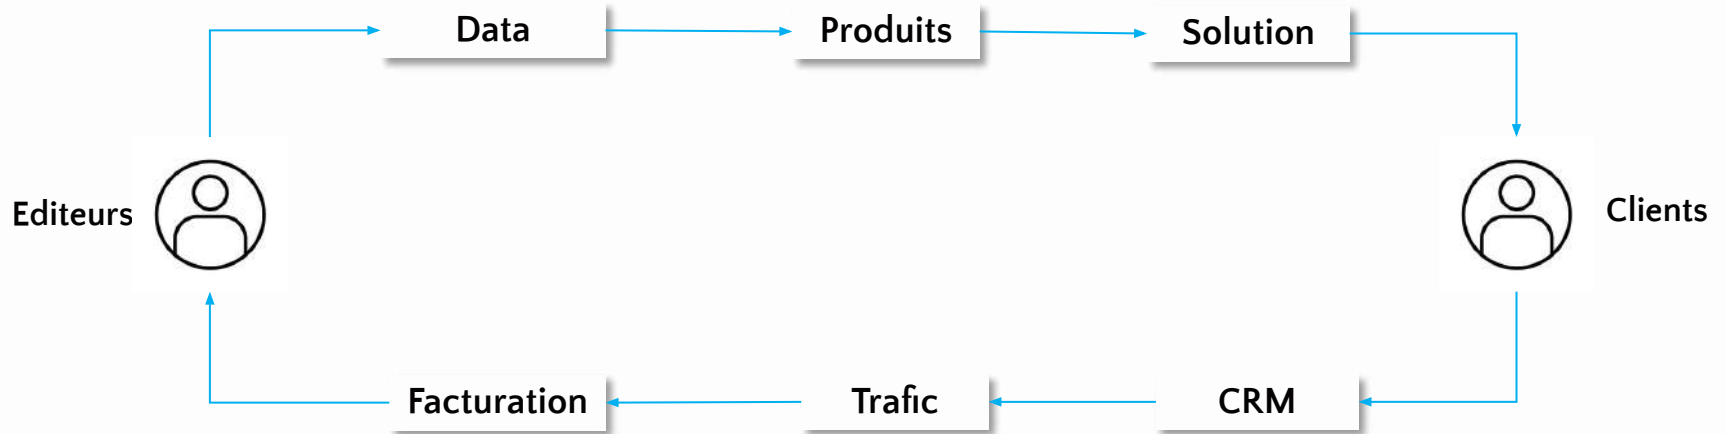 Data
Produits
Solution
Editeurs
Clients
Facturation
Trafic
CRM